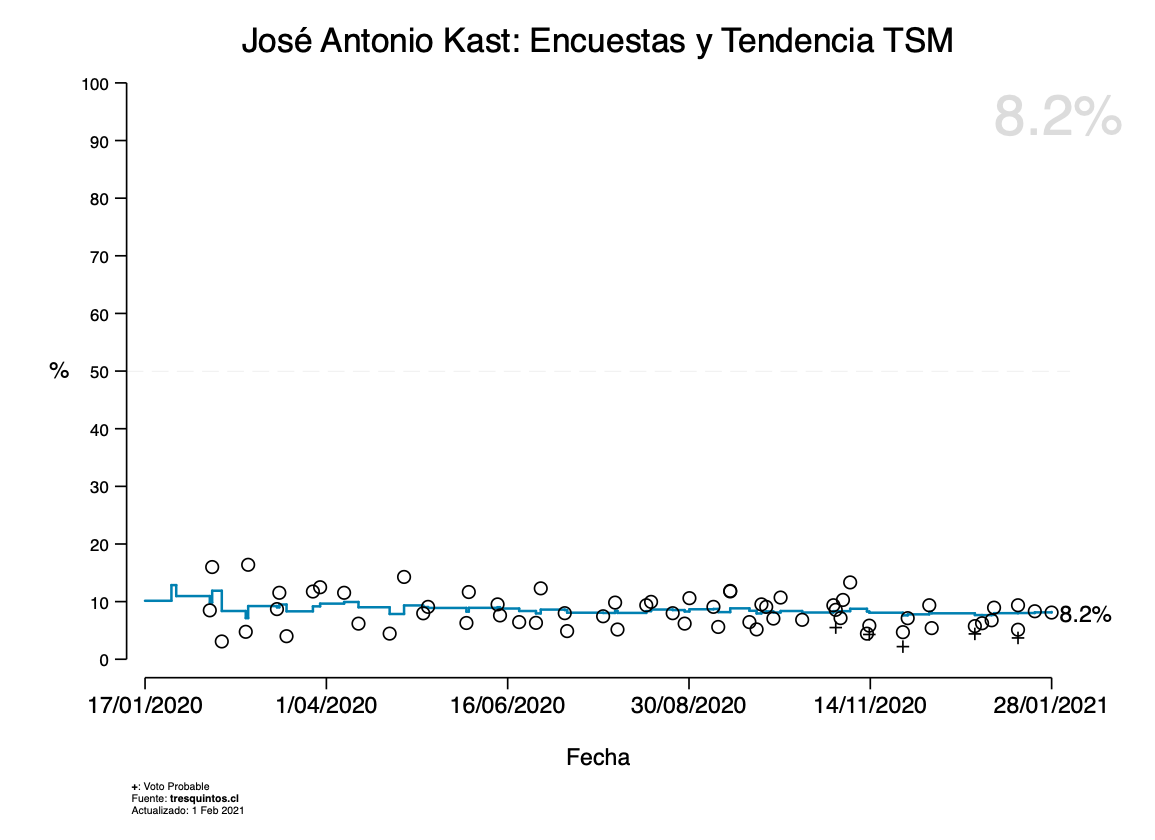 José Antonio Kast: Encuestas y Tendencia TSM
8.2%
100
90
80
70
60
%
50
40
30
20
10
0
8.2%
17/01/2020 1/04/2020 16/06/2020 30/08/2020 14/11/2020 28/01/2021
Fecha
+: Voto Probable
Fuente: tresquintos.cl
Actualizado: 1 Feb 2021